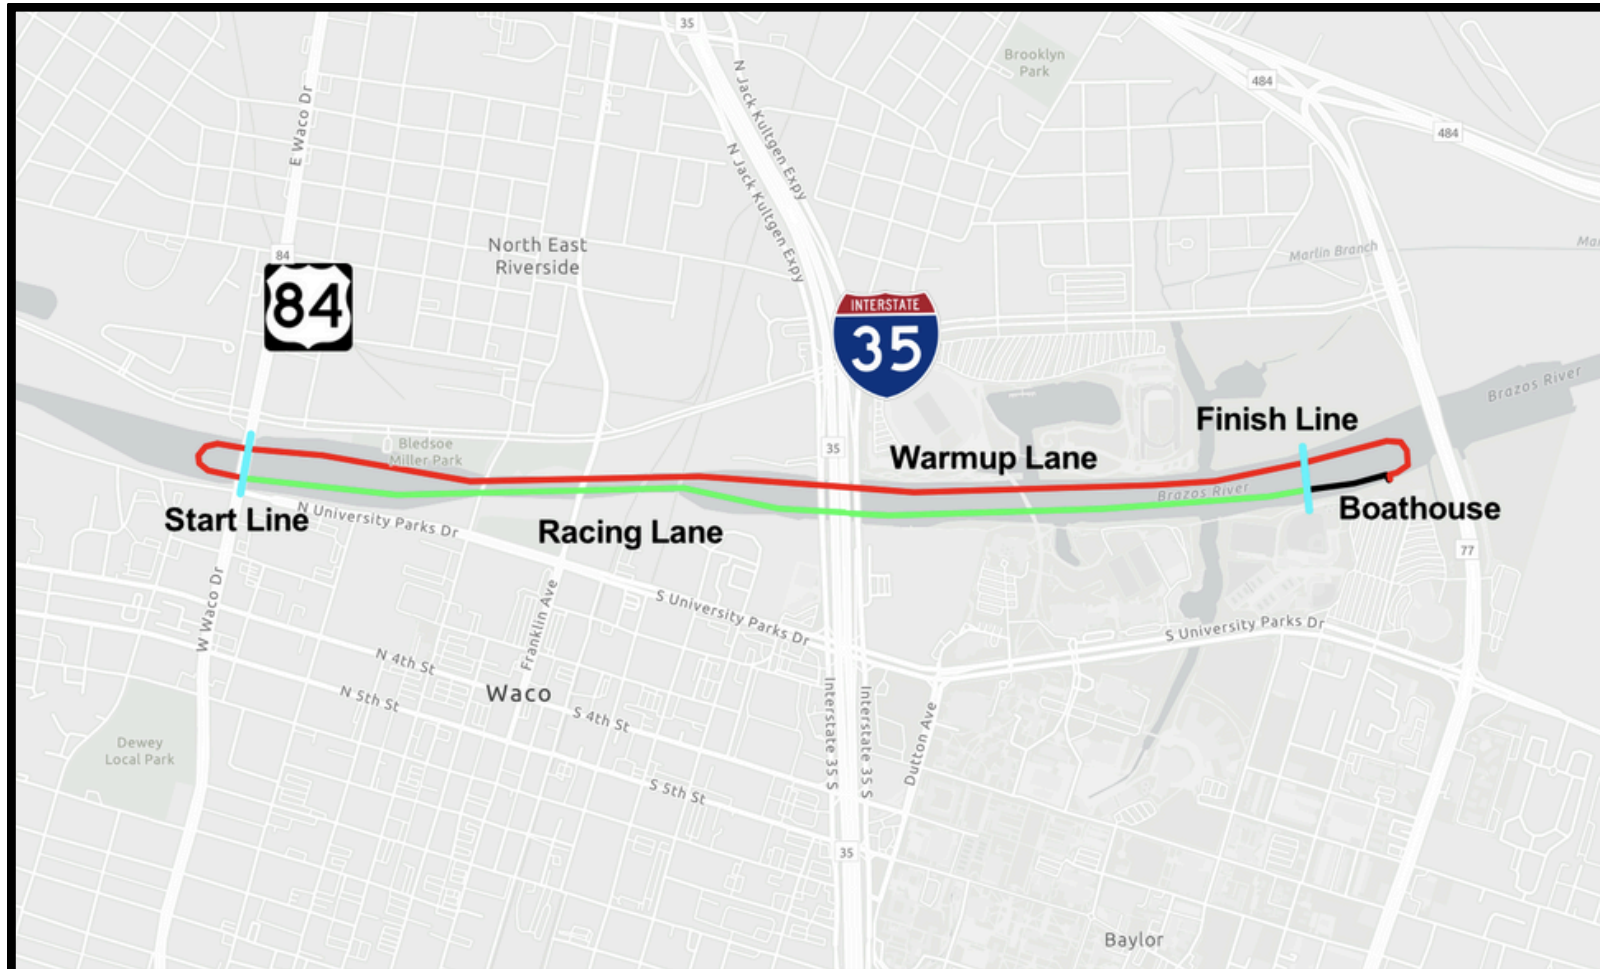 35
Brooklyn
Park
484
484
N Jack Kultgen Expy
N Jack Kultgen Expy
E Waco Dr
North East
Riverside
84
84
Marlin Branch
Mar
INTERSTATE
35
Brazos River
Finish Line
Bledsoe
Miller Park
35
Warmup Lane
Brazos River
Boathouse
Start Line
N University Parks Dr
Racing Lane
77
S University Parks Dr
S University Parks Dr
W Waco Dr
Franklin Ave
N 4th St
N 5th St
Waco
S 4th St
Interstate 35 S
Interstate 35 S
Dutton Ave
Dewey
Local Park
S 5th St
35
Baylor